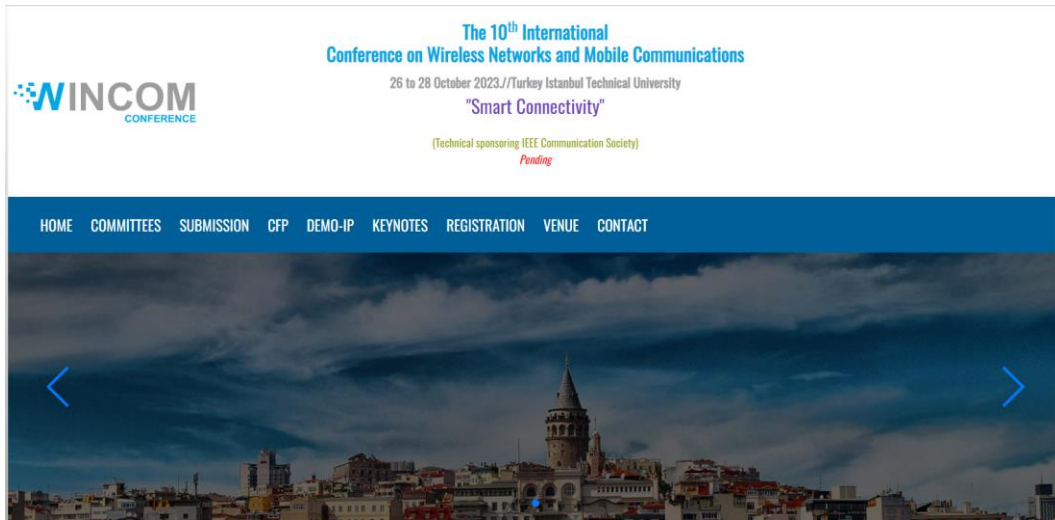 The 10th International
Conference on Wireless Networks and Mobile Communications
26 to 28 October 2023.//Turkey Istanbul Technical University
WINCOM
CONFERENCE
"Smart Connectivity"
(Technical sponsoring IEEE Communication Society)
Pending
HOME COMMITTEES SUBMISSION CFP DEMO-IP KEYNOTES REGISTRATION VENUE CONTACT